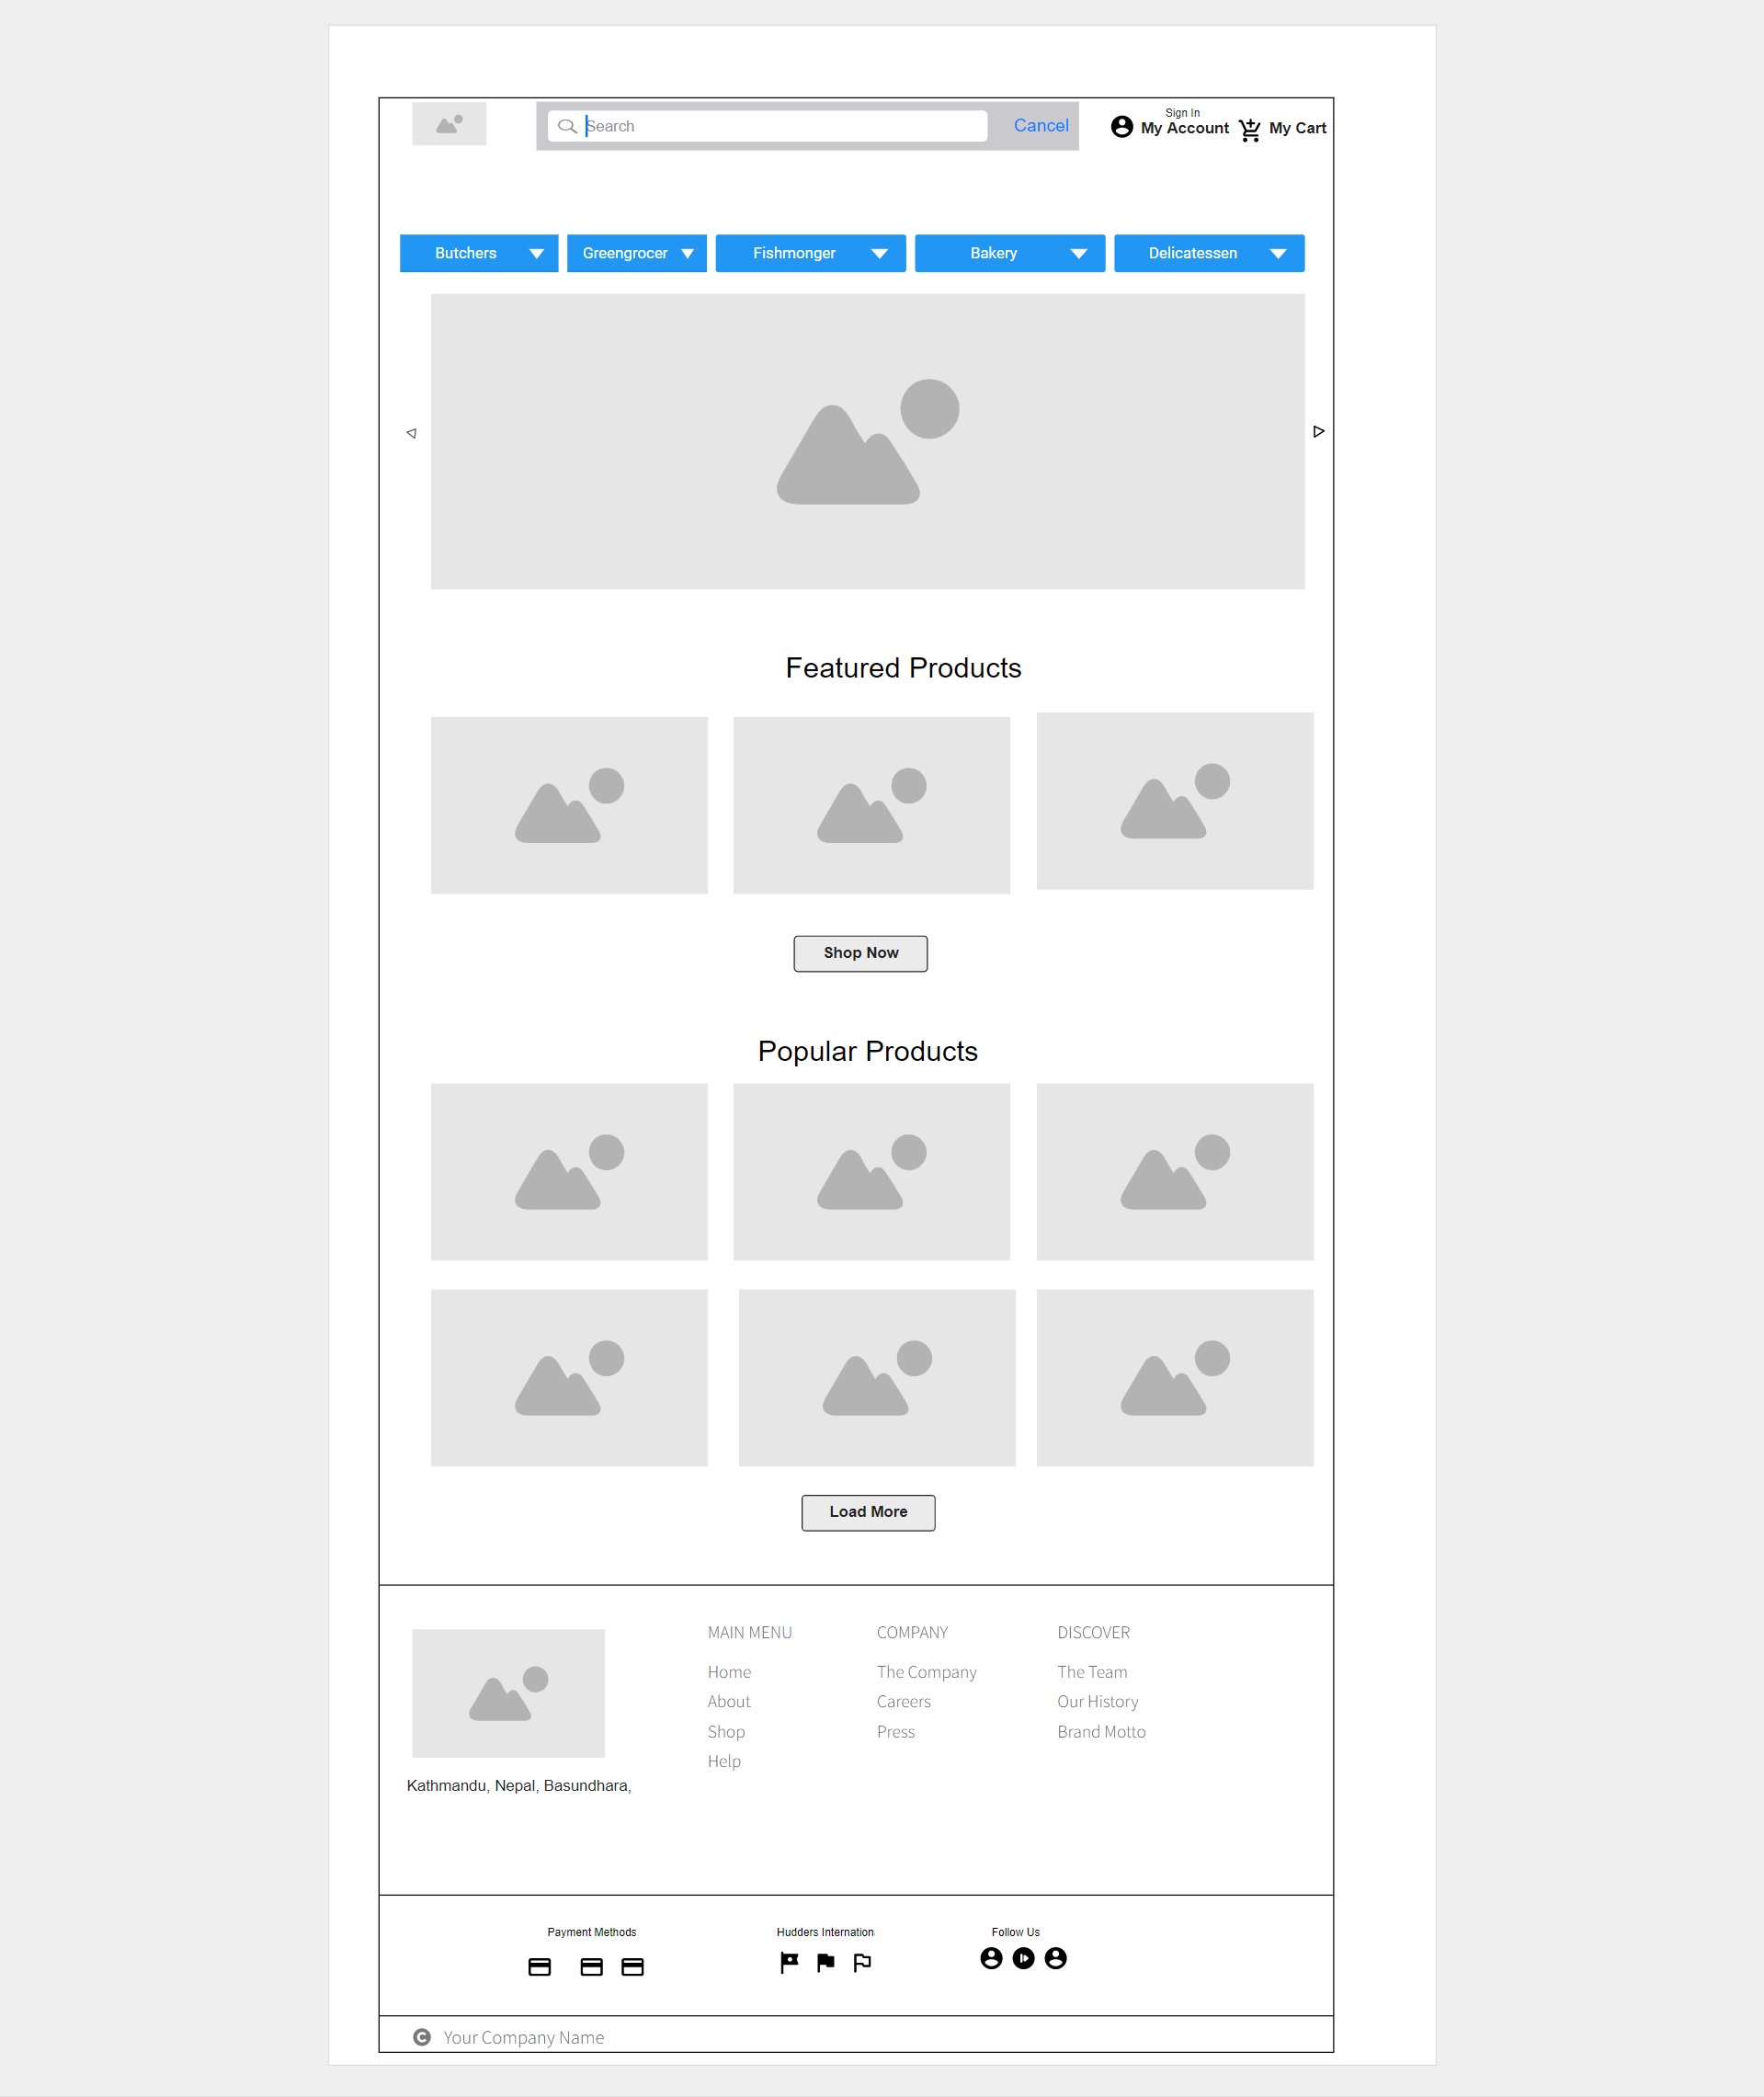 Search
Cancel
Sign In
My Account
My Cart
Butchers
Greengrocer
Fishmonger
Bakery
Delicatessen
Featured Products
Shop Now
Popular Products
Load More
MAIN MENU
Home
About
Shop
Help
COMPANY
The Company
Careers
Press
DISCOVER
The Team
Our History
Brand Motto
Kathmandu, Nepal, Basundhara,
Payment Methods
Hudders Internation
Follow Us
© Your Company Name